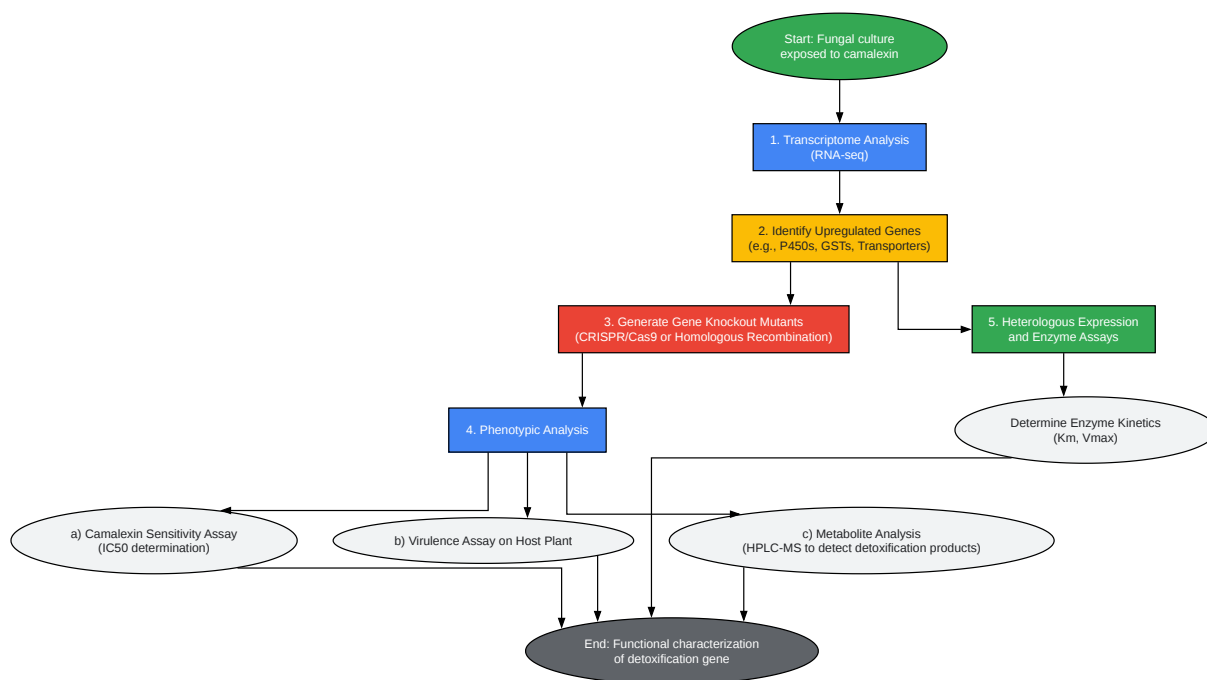 Start: Fungal culture
exposed to camalexin
1. Transcriptome Analysis
(RNA-seq)
2. Identify Upregulated Genes
(e.g., P450s, GSTs, Transporters)
3. Generate Gene Knockout Mutants
(CRISPR/Cas9 or Homologous Recombination)
5. Heterologous Expression
and Enzyme Assays
4. Phenotypic Analysis
Determine Enzyme Kinetics
(Km, Vmax)
a) Camalexin Sensitivity Assay
(IC50 determination)
b) Virulence Assay on Host Plant
c) Metabolite Analysis
(HPLC-MS to detect detoxification products)
End: Functional characterization
of detoxification gene